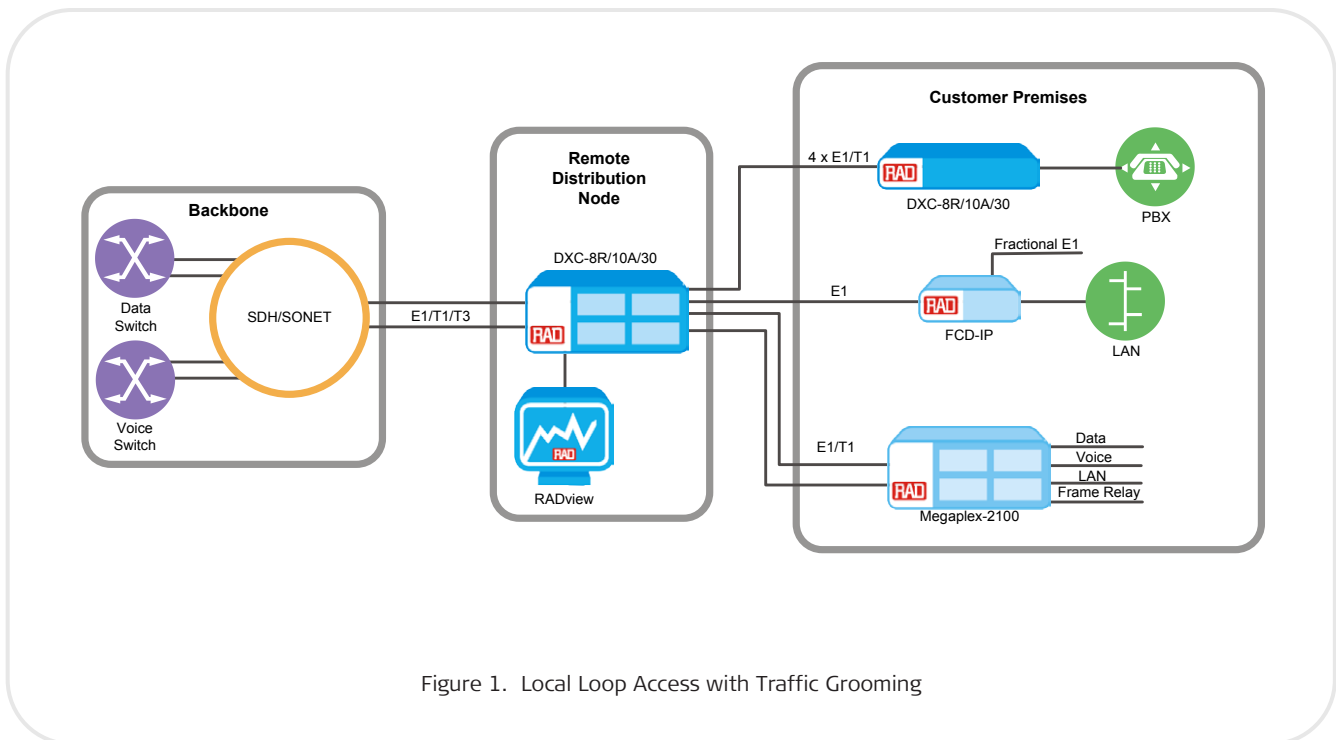 Customer Premises
Remote
Distribution
Node
Backbone
4 x E1/T1
RAD
DXC-8R/10A/30
PBX
Data
Switch
Voice
Switch
SDH/SONET
E1/T1/T3
DXC-8R/10A/30
RAD
RAD
RADview
E1
Fractional E1
RAD
FCD-IP
LAN
E1/T1
RAD
Megaplex-2100
Data
Voice
LAN
Frame Relay
Figure 1. Local Loop Access with Traffic Grooming